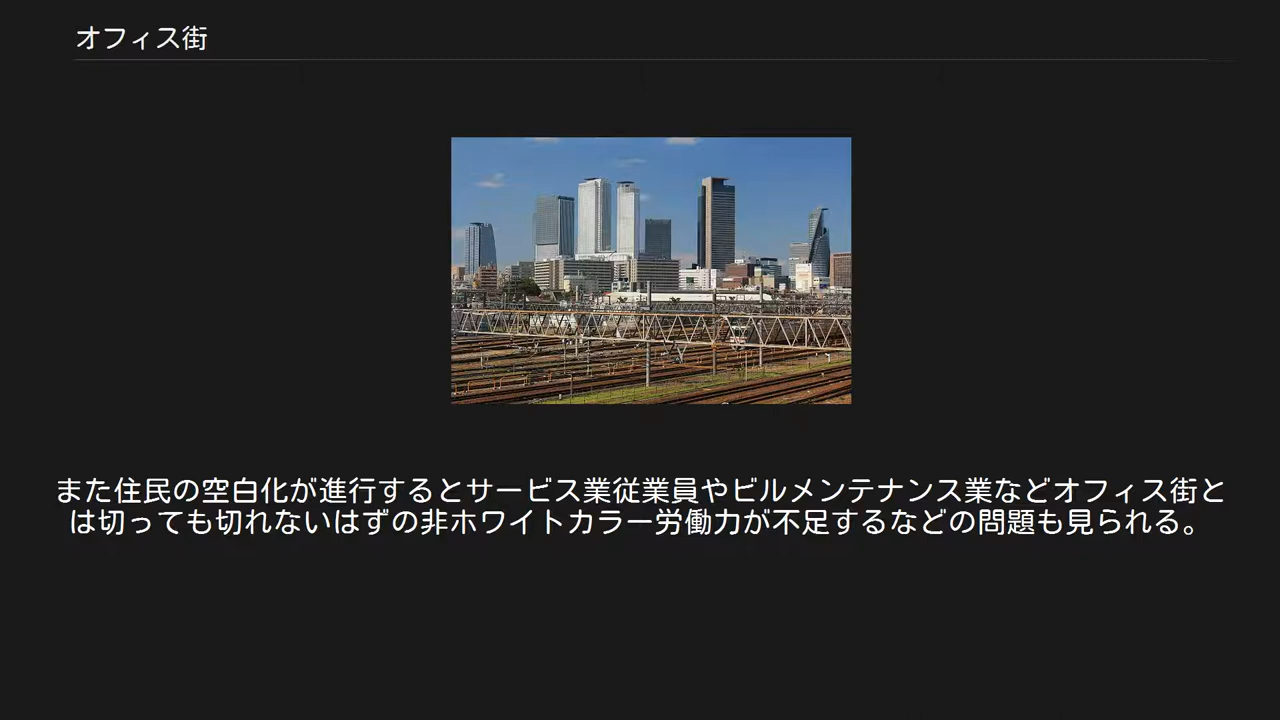 オフィス街
また住民の空白化が進行するとサービス業従業員やビルメンテナンス業などオフィス街と
は切っても切れないはずの非ホワイトカラー労働力が不足するなどの問題も見られる。